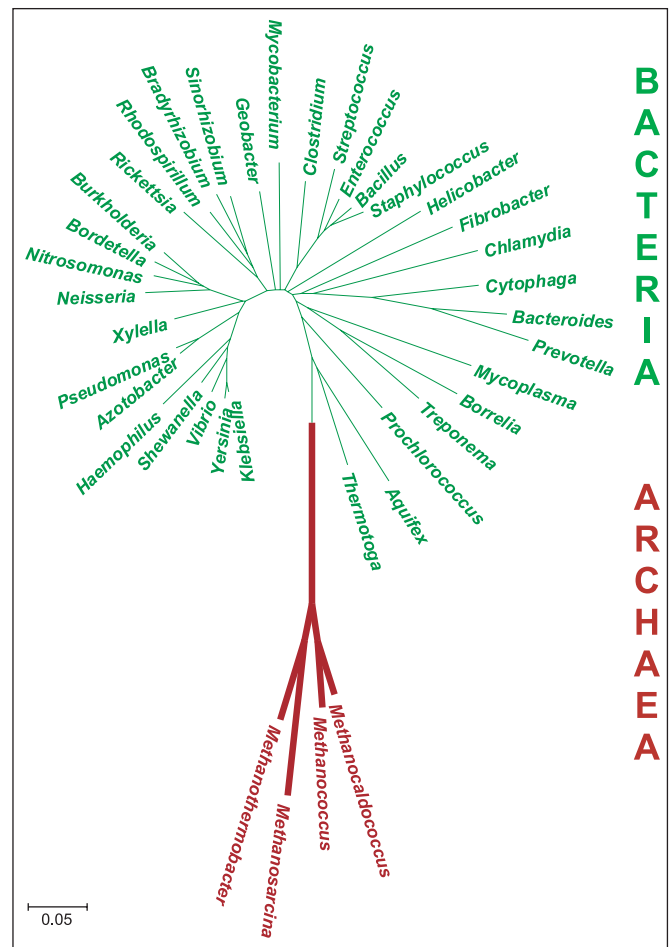 Mycobacterium
Geobacter
Sinorhizobium
Bradyrhizobium
Rhodospirillum
Rickettsia
Burkholderia
Bordetella
Nitrosomonas
Neisseria
Xylella
Pseudomonas
Azotobacter
Haemophilus
Shewanella
Vibrio
Yersinia
Klebsiella
Clostridium
Streptococcus
Enterococcus
Bacillus
Staphylococcus
Helicobacter
Fibrobacter
Chlamydia
Cytophaga
Bacteroides
Prevotella
Mycoplasma
Borrelia
Treponema
Prochlorococcus
Aquifex
Thermotoga
Methanothermobacter
Methanosarcina
Methanococcus
Methanocaldococcus
BACTERIA
ARCHAEA
0.05